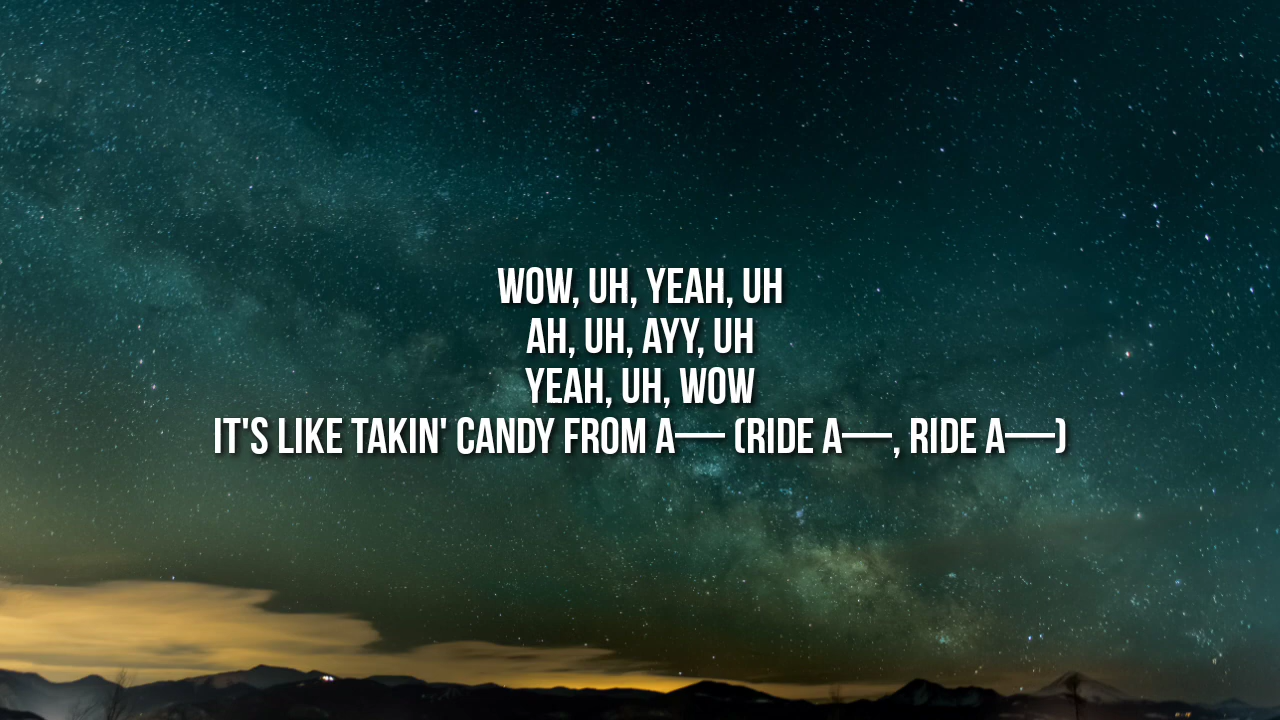 WOW, UH, YEAH, UH
AH, UH, AYY, UH
YEAH, UH, WOW
IT'S LIKE TAKIN' CANDY FROM A— (RIDE A—, RIDE A—)